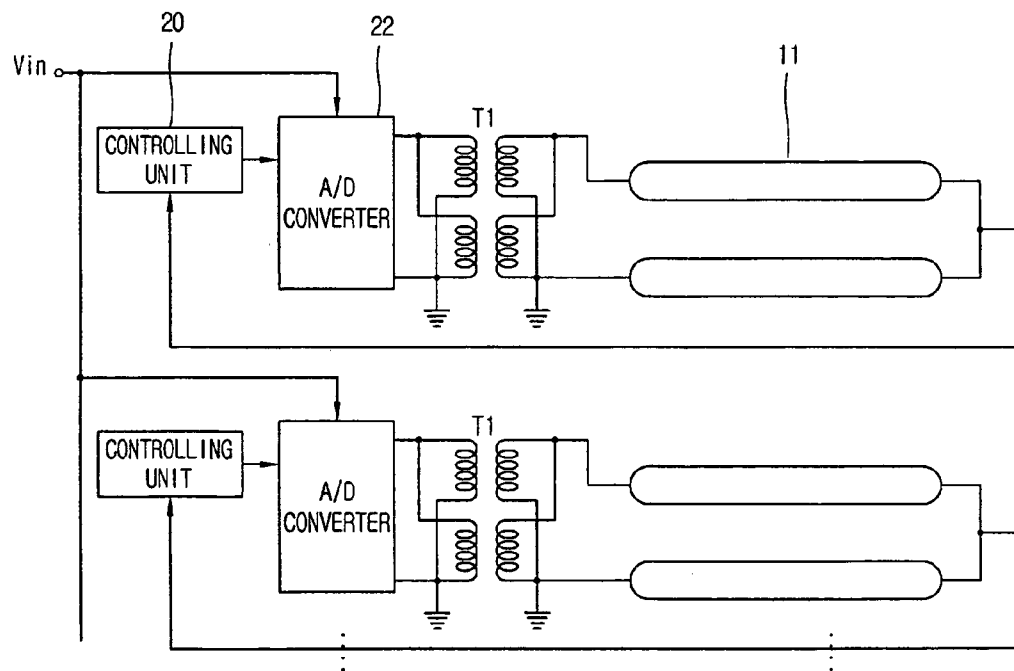 20
22
11
Vin
T1
CONTROLLING
UNIT
A/D
CONVERTER
T1
CONTROLLING
UNIT
A/D
CONVERTER